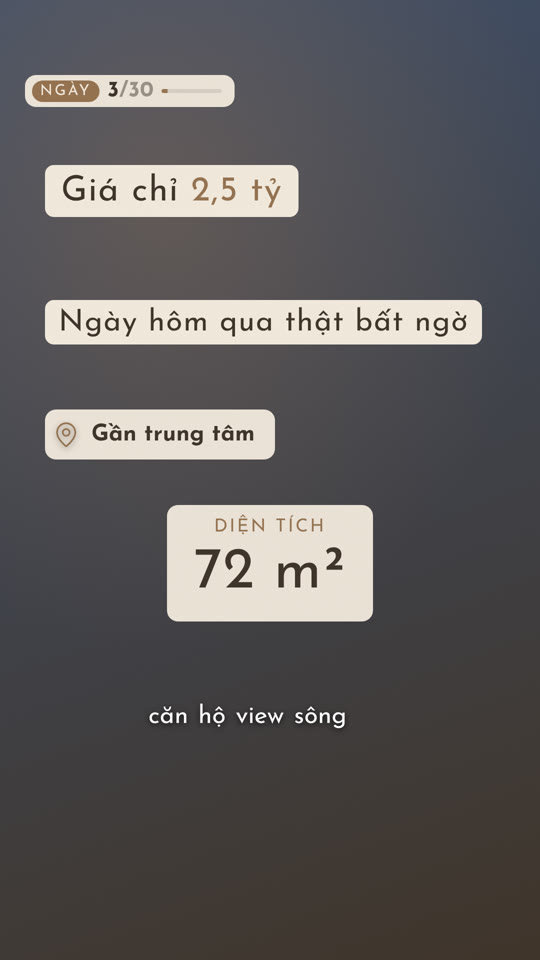 NGÀY 3/30
Giá chỉ 2,5 tỷ
Ngày hôm qua thật bất ngờ
Gần trung tâm
DIỆN TÍCH
72 m²
căn hộ view sông